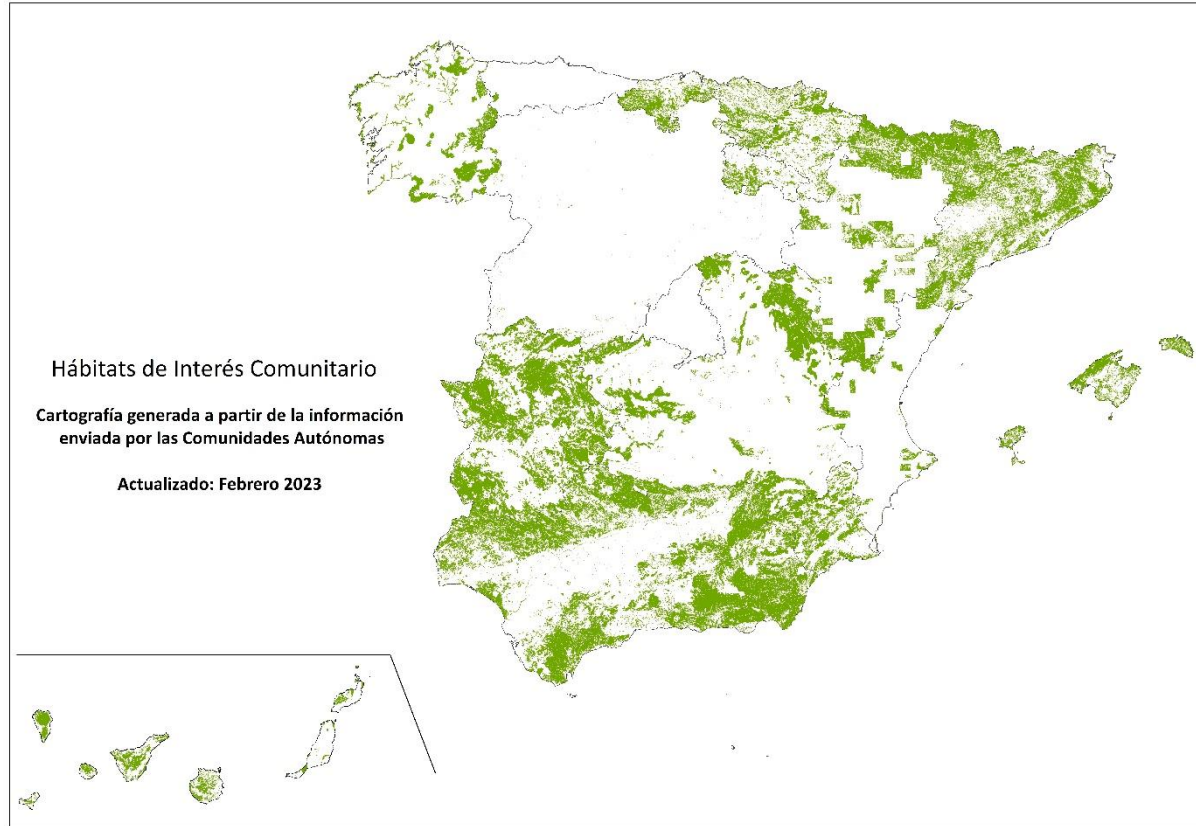 Hábitats de Interés Comunitario
Cartografía generada a partir de la información
enviada por las Comunidades Autónomas
Actualizado: Febrero 2023